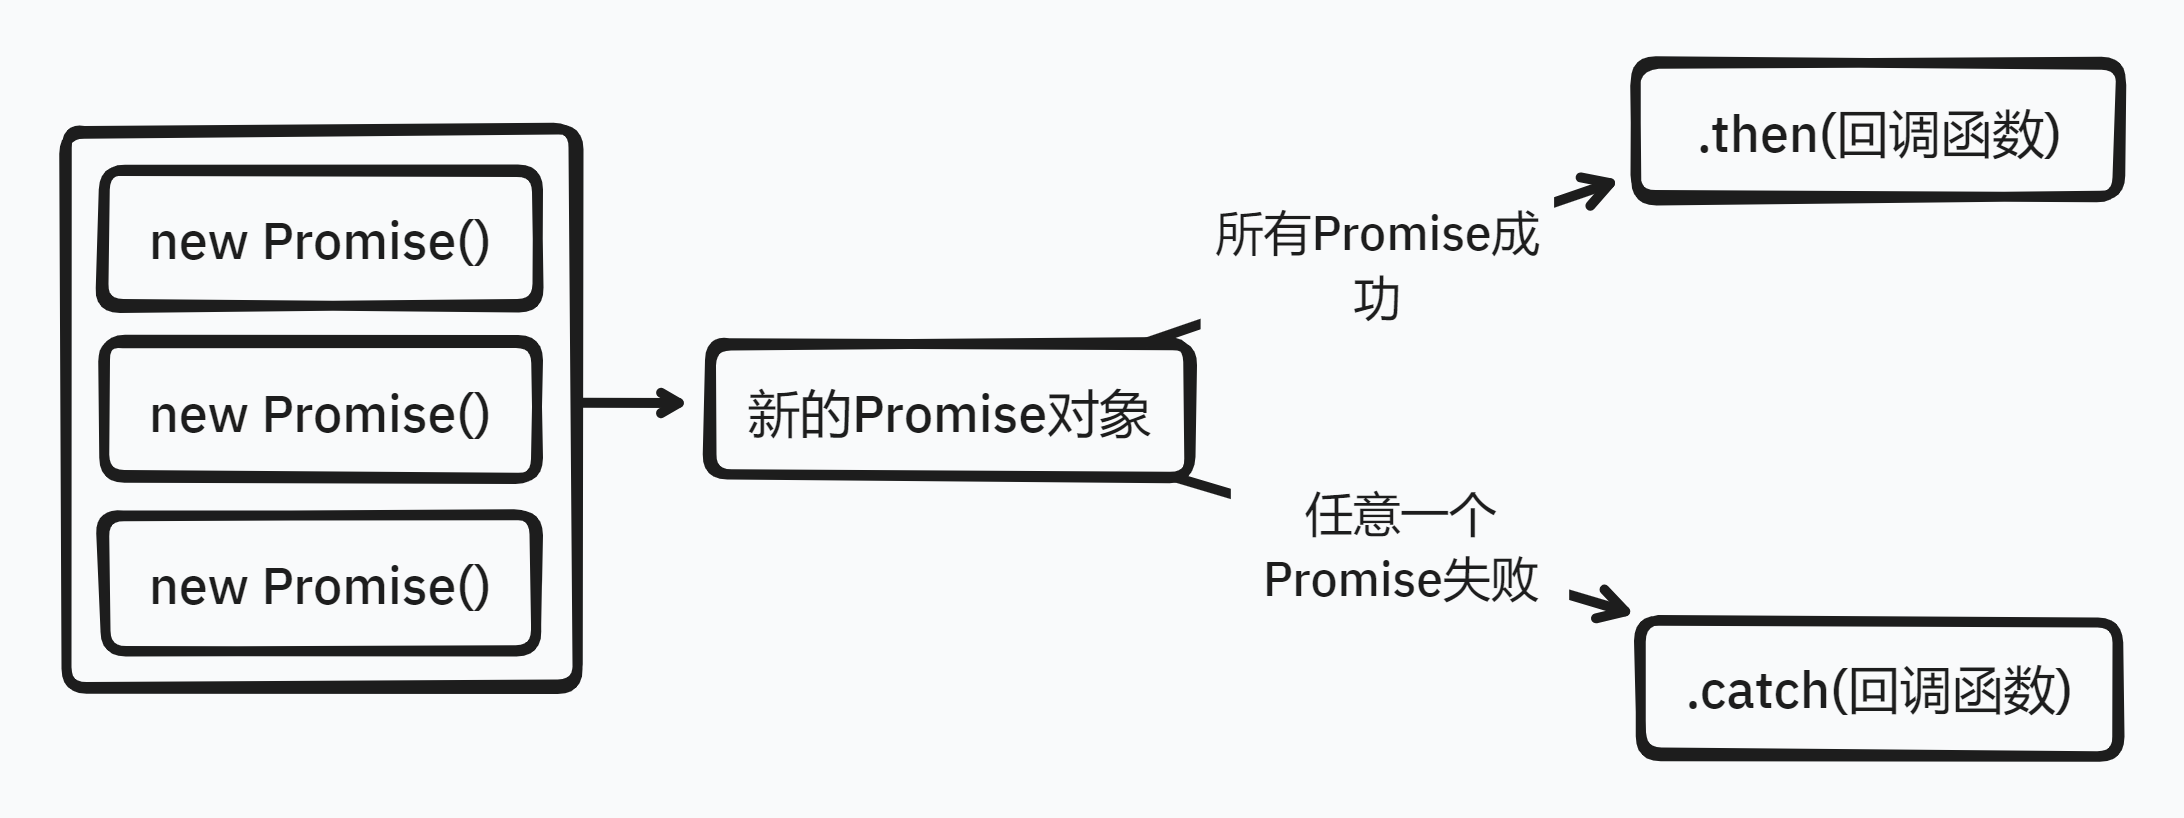 new Promise()
new Promise()
new Promise()
新的Promise对象
所有Promise成
功
任意一个
Promise失败
.then(回调函数)
.catch(回调函数)